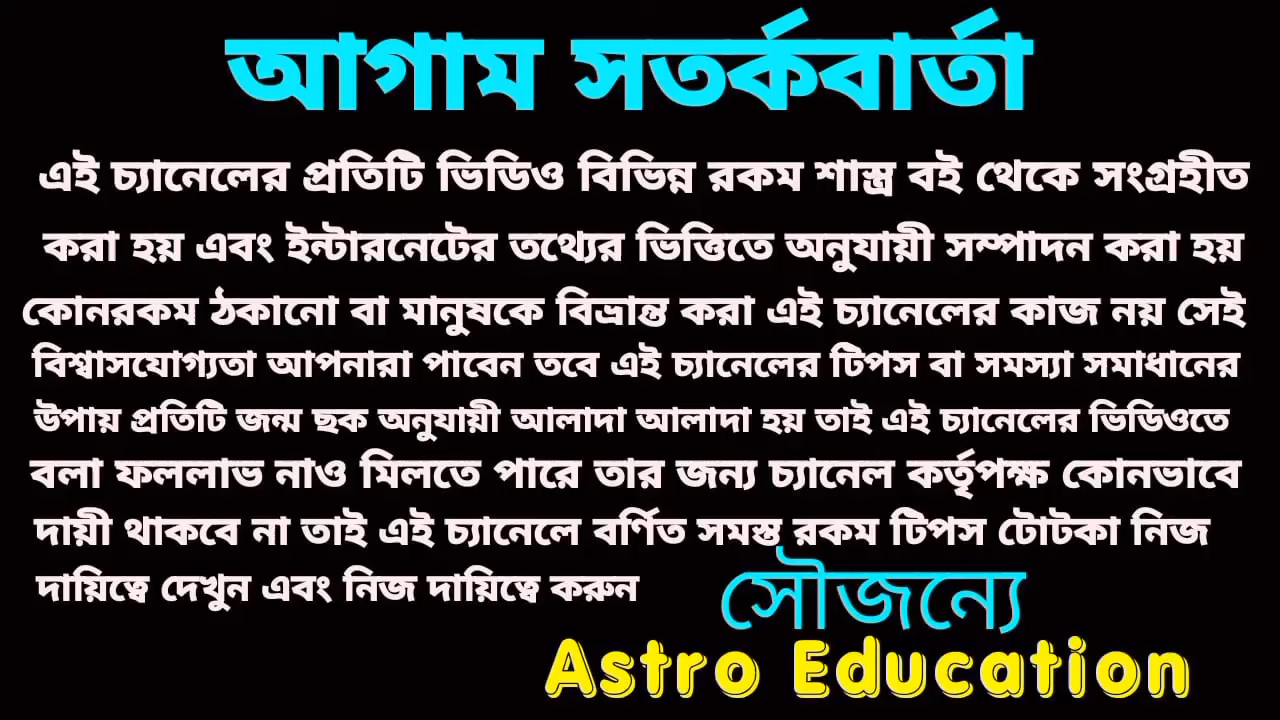 আগাম সতর্কবার্তা
এই চ্যানেলের প্রতিটি ভিডিও বিভিন্ন রকম শাস্ত্র বই থেকে সংগ্রহীত
করা হয় এবং ইন্টারনেটের তথ্যের ভিত্তিতে অনুযায়ী সম্পাদন করা হয়
কোনরকম ঠকানো বা মানুষকে বিভ্রান্ত করা এই চ্যানেলের কাজ নয় সেই
বিশ্বাসযোগ্যতা আপনারা পাবেন তবে এই চ্যানেলের টিপস বা সমস্যা সমাধানের
উপায় প্রতিটি জন্ম ছক অনুযায়ী আলাদা আলাদা হয় তাই এই চ্যানেলের ভিডিওতে
বলা ফললাভ নাও মিলতে পারে তার জন্য চ্যানেল কর্তৃপক্ষ কোনভাবে
দায়ী থাকবে না তাই এই চ্যানেলে বর্ণিত সমস্ত রকম টিপস টোটকা নিজ
দায়িত্বে দেখুন এবং নিজ দায়িত্বে করুন
সৌজন্যে
Astro Education